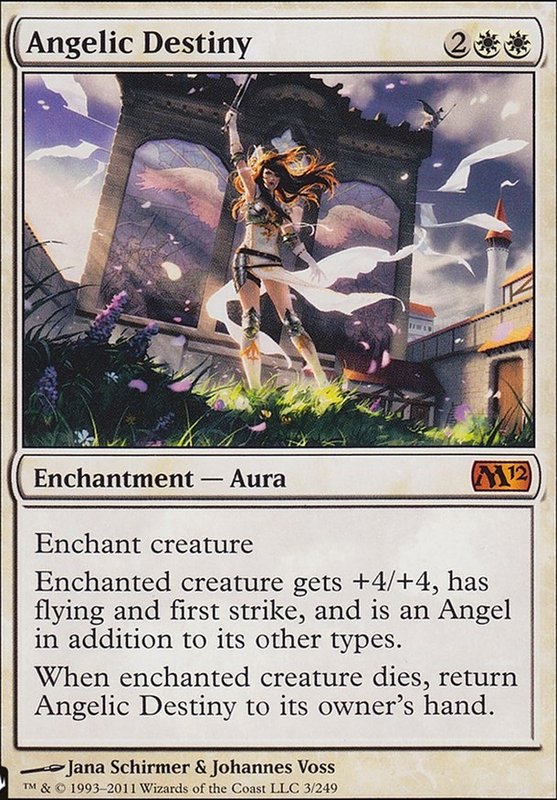 Angelic Destiny 2
Enchantment — Aura M12
Enchant creature
Enchanted creature gets +4/+4, has
flying and first strike, and is an Angel
in addition to its other types.
When enchanted creature dies, return
Angelic Destiny to its owner's hand.
Jana Schirmer & Johannes Voss
™ & © 1993–2011 Wizards of the Coast LLC 3/249